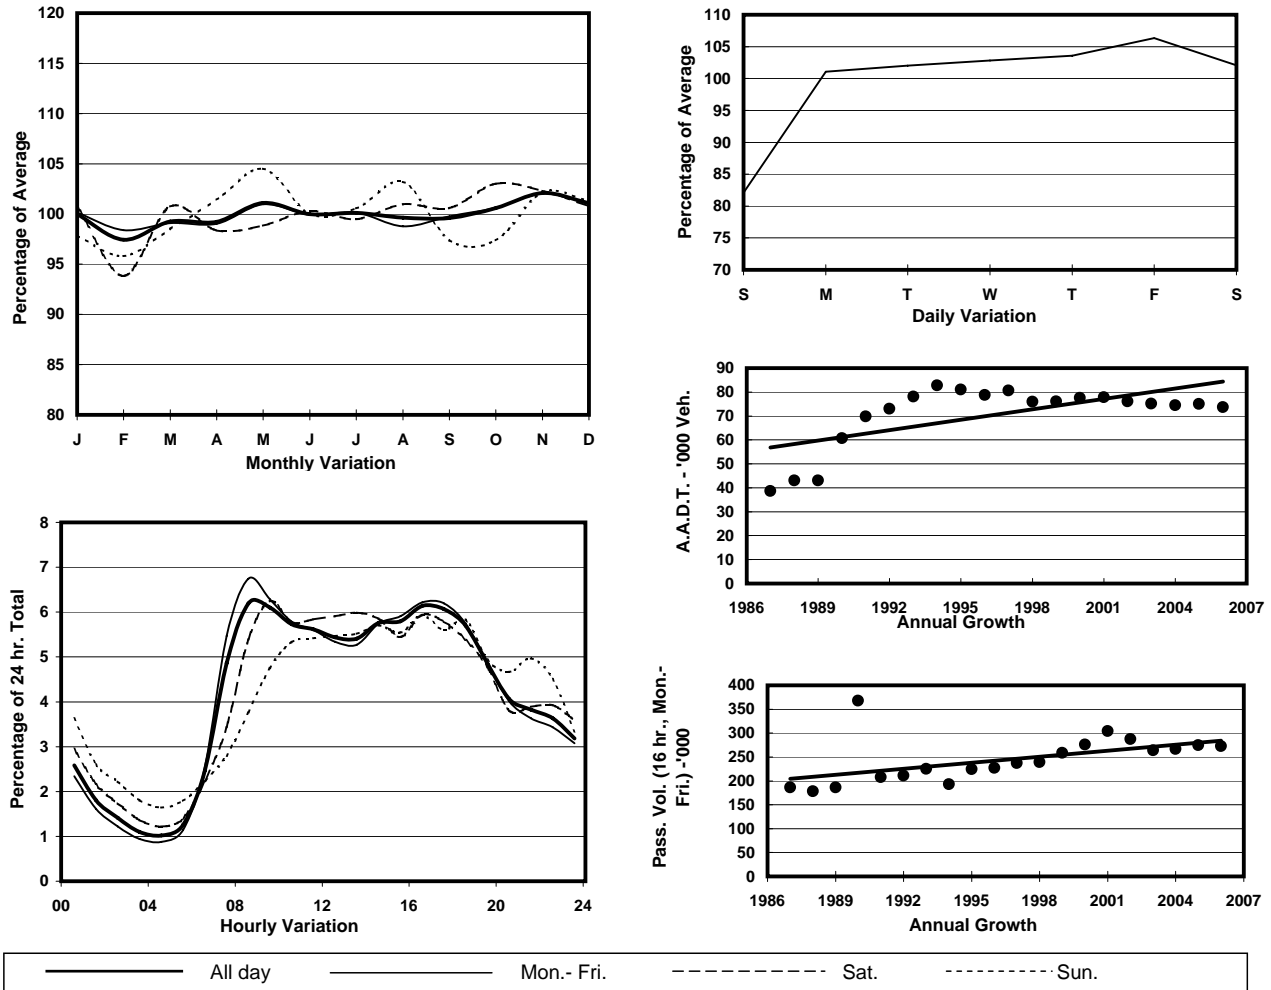 120
115
110
105
100
95
90
85
80
Percentage of Average
J F M A M J J A S O N D
Monthly Variation
110
105
100
95
90
85
80
75
70
Percentage of Average
S M T W T F S
Daily Variation
90
80
70
60
50
40
30
20
10
0
A.A.D.T. - '000 Veh.
1986 1989 1992 1995 1998 2001 2004 2007
Annual Growth
8
7
6
5
4
3
2
1
0
Percentage of 24 hr. Total
00 04 08 12 16 20 24
Hourly Variation
400
350
300
250
200
150
100
50
0
Pass. Vol. (16 hr., Mon.-
Fri.) -'000
1986 1989 1992 1995 1998 2001 2004 2007
Annual Growth
All day Mon.- Fri. Sat. Sun.